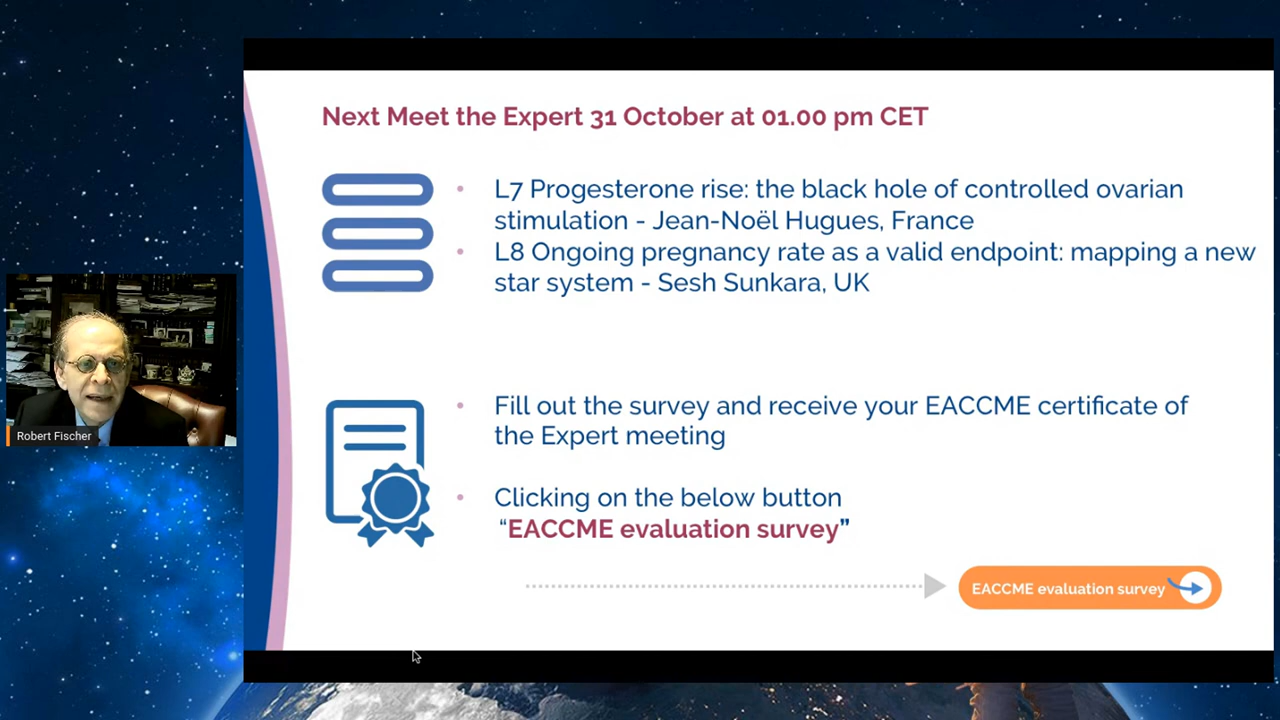 Next Meet the Expert 31 October at 01.00 pm CET
• L7 Progesterone rise: the black hole of controlled ovarian
stimulation - Jean-Noël Hugues, France
• L8 Ongoing pregnancy rate as a valid endpoint: mapping a new
star system - Sesh Sunkara, UK
Robert Fischer
• Fill out the survey and receive your EACCME certificate of
the Expert meeting
• Clicking on the below button
“EACCME evaluation survey”
EACCME evaluation survey